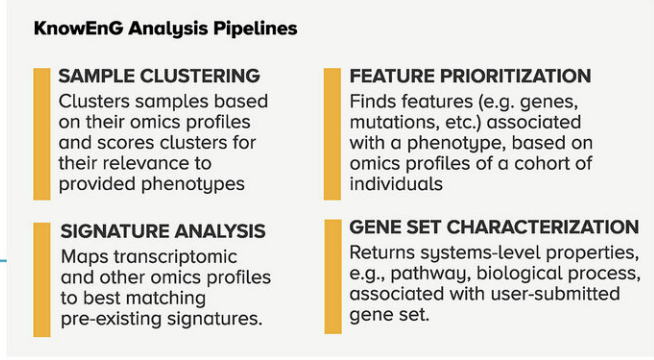 KnowEnG Analysis Pipelines
SAMPLE CLUSTERING
Clusters samples based
on their omics profiles
and scores clusters for
their relevance to
provided phenotypes
FEATURE PRIORITIZATION
Finds features (e.g. genes,
mutations, etc.) associated
with a phenotype, based on
omics profiles of a cohort of
individuals
SIGNATURE ANALYSIS
Maps transcriptomic
and other omics profiles
to best matching
pre-existing signatures.
GENE SET CHARACTERIZATION
Returns systems-level properties,
e.g., pathway, biological process,
associated with user-submitted
gene set.